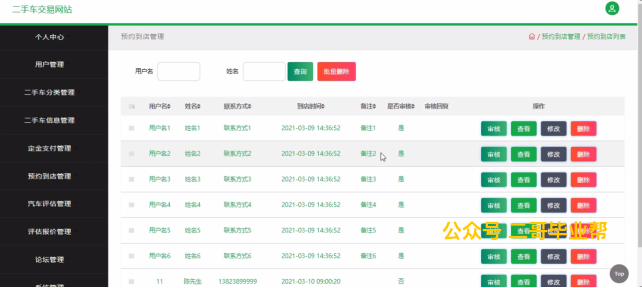 二手车交易网站
个人中心
用户管理
二手车分类管理
二手车信息管理
定金支付管理
预约到店管理
汽车评估管理
评估报价管理
论坛管理
预约到店管理
/ 预约到店管理 / 预约到店列表
用户名 姓名 查询 批量删除
用户名 姓名 联系方式 到店时间 备注 是否审核 审核回复 操作
用户名1 姓名1 联系方式1 2021-03-09 14:36:52 备注1 是 审核 查看 修改 删除
用户名2 姓名2 联系方式2 2021-03-09 14:36:52 备注2 是 审核 查看 修改 删除
用户名3 姓名3 联系方式3 2021-03-09 14:36:52 备注3 是 审核 查看 修改 删除
用户名4 姓名4 联系方式4 2021-03-09 14:36:52 备注4 是 审核 查看 修改 删除
用户名5 姓名5 联系方式5 2021-03-09 14:36:52 备注5 是
公众号 二哥毕业帮
用户名6 姓名6 联系方式6 2021-03-09 14:36:52 备注6 是 审核 查看 修改 删除
11 陈先生 13823899999 2021-03-10 09:00:20 否 审核 查看 修改 删除
Top